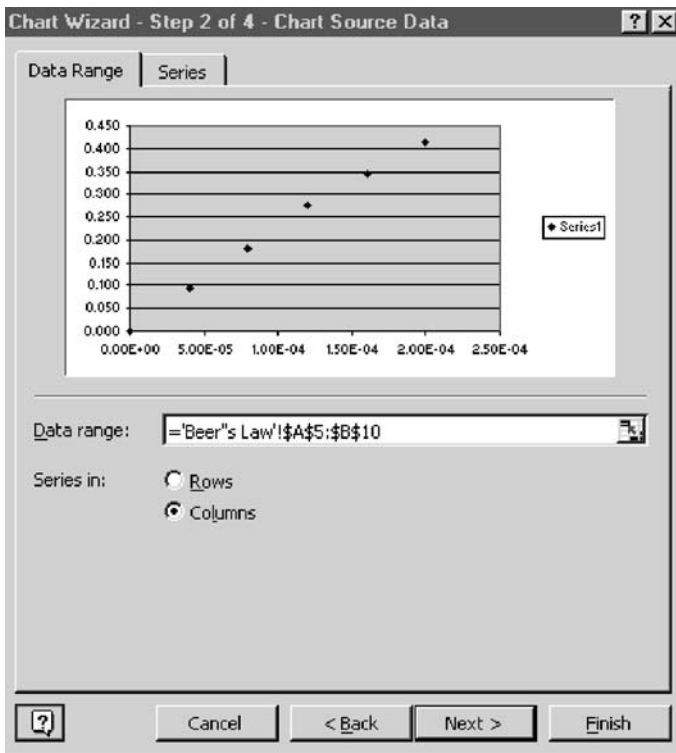 Chart Wizard - Step 2 of 4 - Chart Source Data
Data Range
Series
0.450
0.400
0.350
0.300
0.250
0.200
0.150
0.100
0.050
0.000
0.00E+00 5.00E-05 1.00E-04 1.50E-04 2.00E-04 2.50E-04
Series1
Data range: ='Beer''s Law'!$A$5:$B$10
Series in: Rows
Columns
Cancel < Back Next > Finish